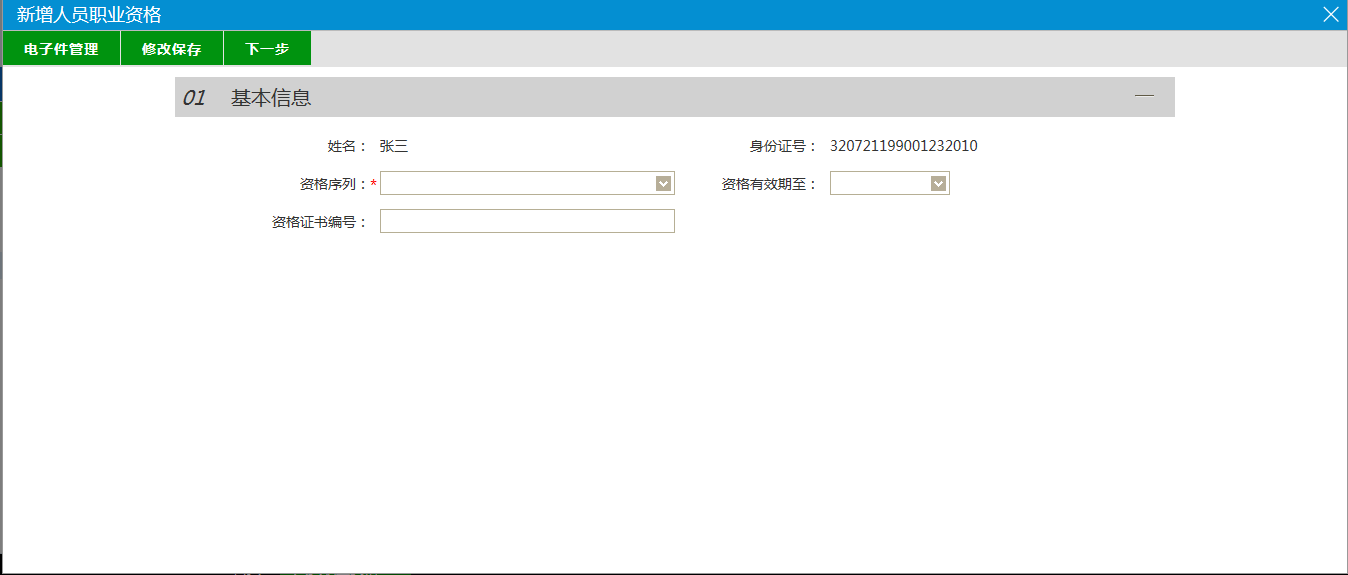 新增人员职业资格
电子件管理 修改保存 下一步
01 基本信息
姓名： 张三 身份证号： 320721199001232010
资格序列：* 资格有效期至：
资格证书编号：